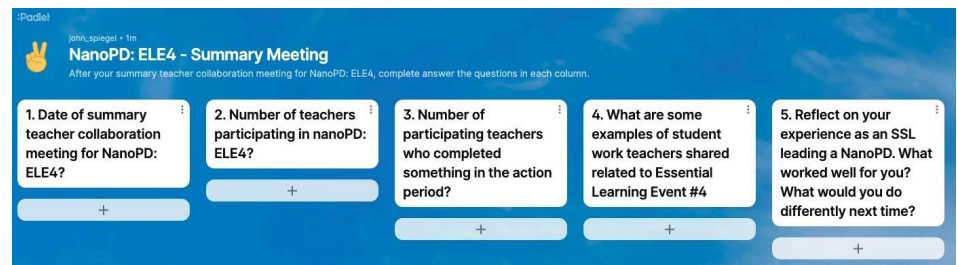 :Padlet
john_spiegel • 1m
NanoPD: ELE4 - Summary Meeting
After your summary teacher collaboration meeting for NanoPD: ELE4, complete answer the questions in each column.
1. Date of summary
teacher collaboration
meeting for NanoPD:
ELE4?
+
2. Number of teachers
participating in nanoPD:
ELE4?
+
3. Number of
participating teachers
who completed
something in the action
period?
+
4. What are some
examples of student
work teachers shared
related to Essential
Learning Event #4
+
5. Reflect on your
experience as an SSL
leading a NanoPD. What
worked well for you?
What would you do
differently next time?
+